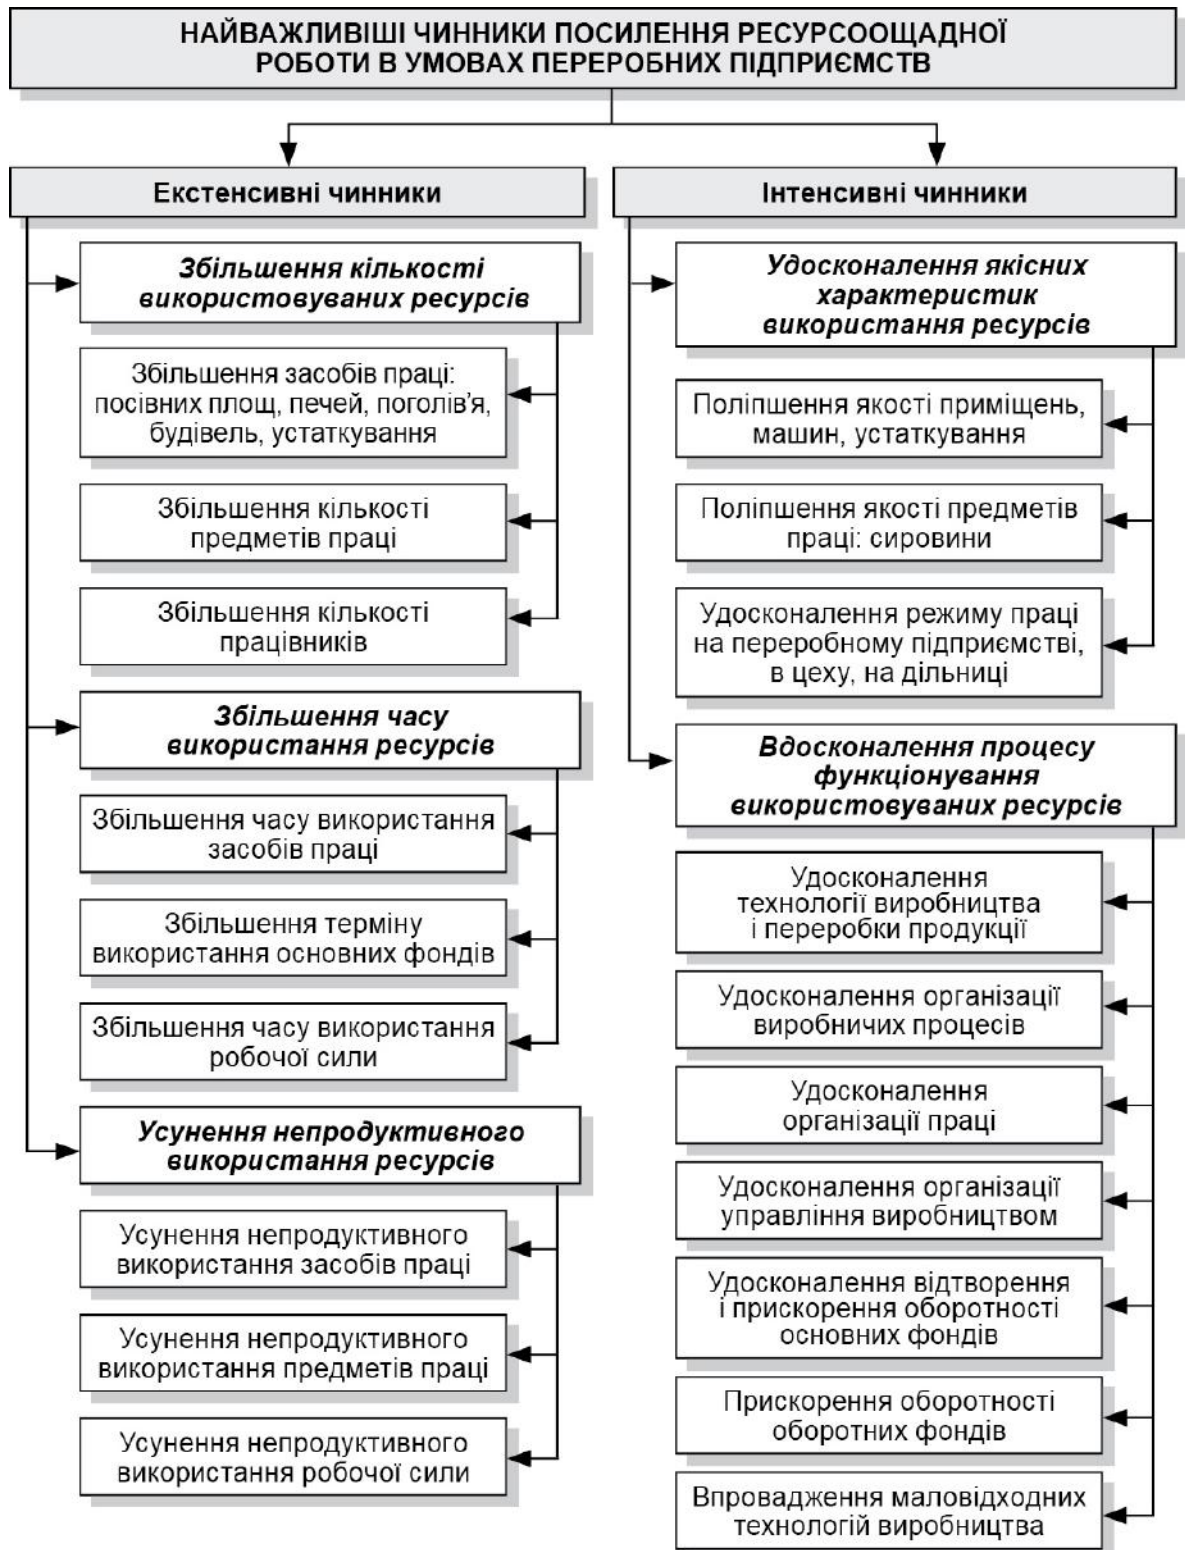 НАЙВАЖЛИВІШІ ЧИННИКИ ПОСИЛЕННЯ РЕСУРСООЩАДНОЇ
РОБОТИ В УМОВАХ ПЕРЕРОБНИХ ПІДПРИЄМСТВ
Екстенсивні чинники
Збільшення кількості
використовуваних ресурсів
Збільшення засобів праці:
посівних площ, печей, поголів’я,
будівель, устаткування
Збільшення кількості
предметів праці
Збільшення кількості
працівників
Збільшення часу
використання ресурсів
Збільшення часу використання
засобів праці
Збільшення терміну
використання основних фондів
Збільшення часу використання
робочої сили
Усунення непродуктивного
використання ресурсів
Усунення непродуктивного
використання засобів праці
Усунення непродуктивного
використання предметів праці
Усунення непродуктивного
використання робочої сили
Інтенсивні чинники
Удосконалення якісних
характеристик
використання ресурсів
Поліпшення якості приміщень,
машин, устаткування
Поліпшення якості предметів
праці: сировини
Удосконалення режиму праці
на переробному підприємстві,
в цеху, на дільниці
Вдосконалення процесу
функціонування
використовуваних ресурсів
Удосконалення
технології виробництва
і переробки продукції
Удосконалення організації
виробничих процесів
Удосконалення
організації праці
Удосконалення організації
управління виробництвом
Удосконалення відтворення
і прискорення оборотності
основних фондів
Прискорення оборотності
оборотних фондів
Впровадження маловідходних
технологій виробництва